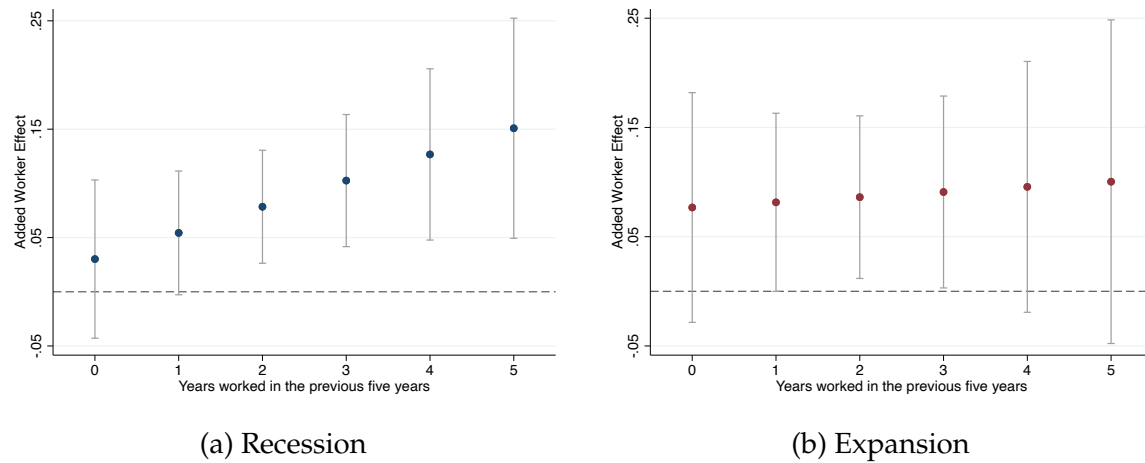 .25
.15
.05
-.05
Added Worker Effect
0 1 2 3 4 5
Years worked in the previous five years
(a) Recession
.25
.15
.05
-.05
Added Worker Effect
0 1 2 3 4 5
Years worked in the previous five years
(b) Expansion